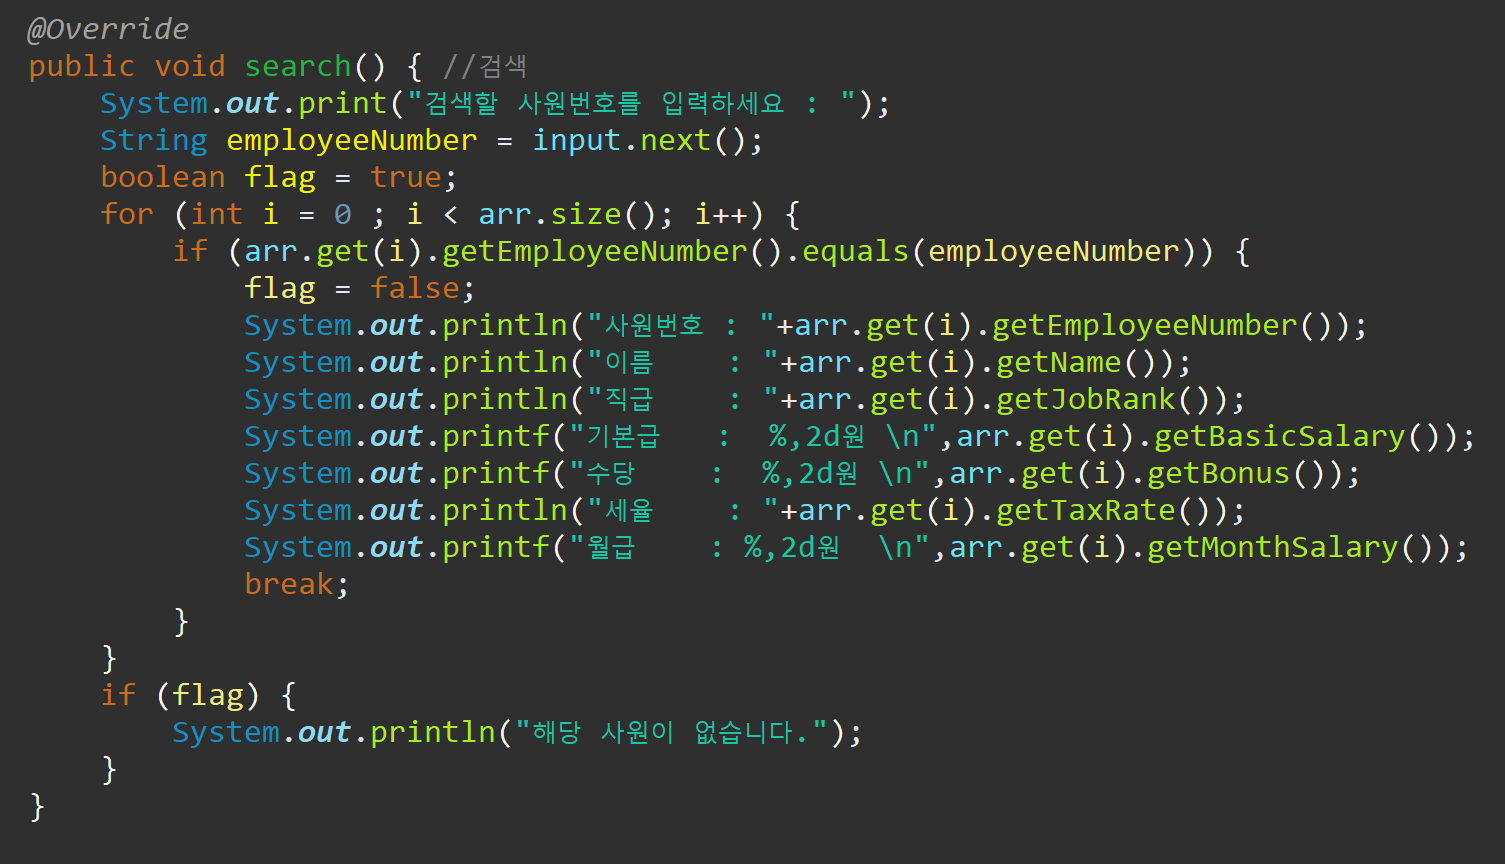 @Override
public void search() { //검색
    System.out.print("검색할 사원번호를 입력하세요 : ");
    String employeeNumber = input.next();
    boolean flag = true;
    for (int i = 0 ; i < arr.size(); i++) {
        if (arr.get(i).getEmployeeNumber().equals(employeeNumber)) {
            flag = false;
            System.out.println("사원번호 : "+arr.get(i).getEmployeeNumber());
            System.out.println("이름    : "+arr.get(i).getName());
            System.out.println("직급    : "+arr.get(i).getJobRank());
            System.out.printf("기본급   :  %,2d원 \n",arr.get(i).getBasicSalary());
            System.out.printf("수당    :  %,2d원 \n",arr.get(i).getBonus());
            System.out.println("세율    : "+arr.get(i).getTaxRate());
            System.out.printf("월급    : %,2d원  \n",arr.get(i).getMonthSalary());
            break;
        }
    }
    if (flag) {
        System.out.println("해당 사원이 없습니다.");
    }
}